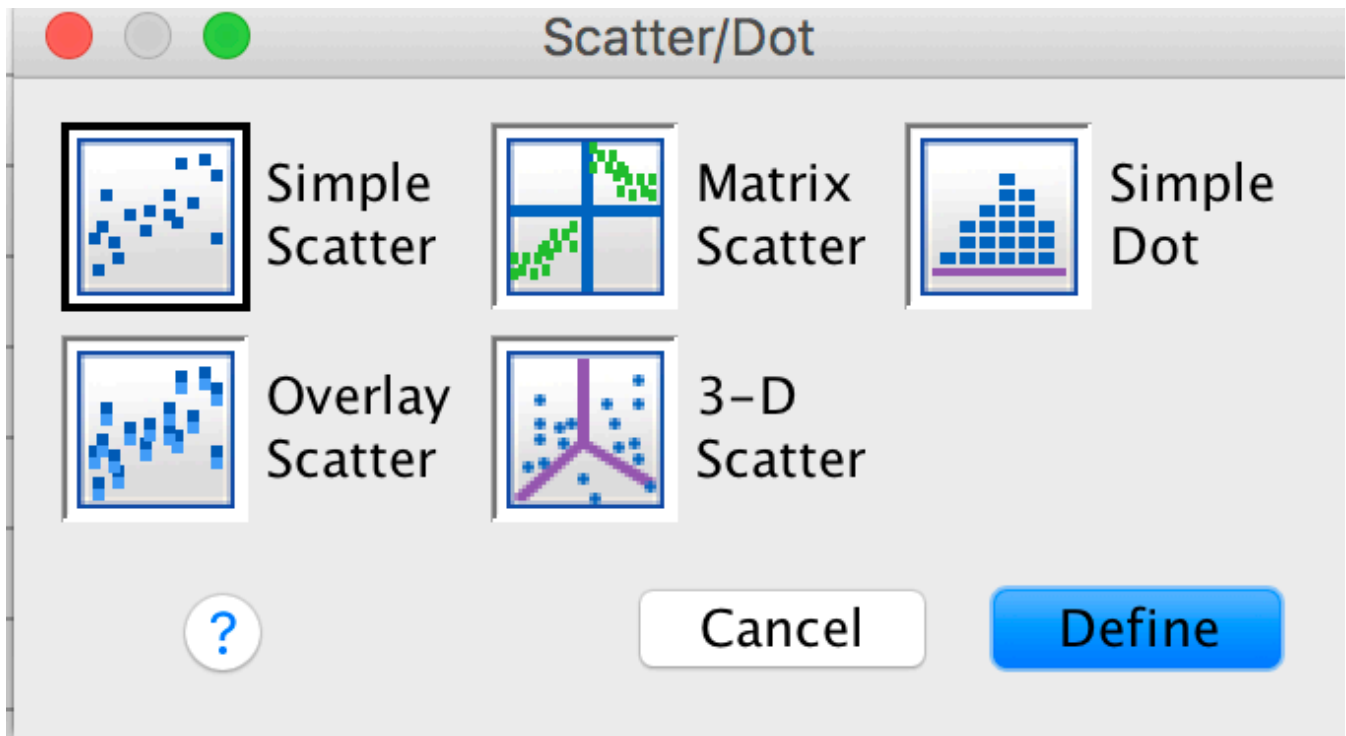 Scatter/Dot
Simple
Scatter
Matrix
Scatter
Simple
Dot
Overlay
Scatter
3-D
Scatter
?
Cancel
Define